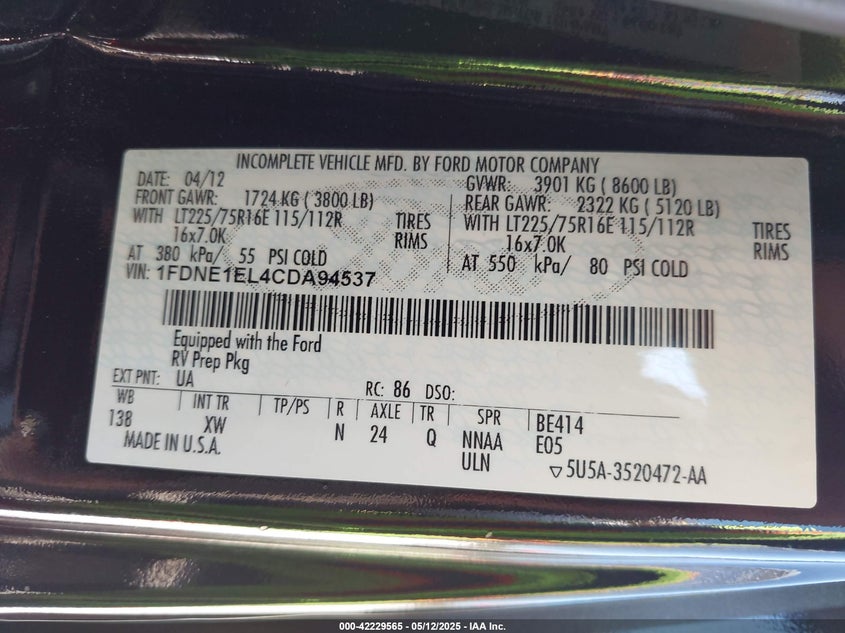 INCOMPLETE VEHICLE MFD. BY FORD MOTOR COMPANY
DATE: 04/12 GVWR: 3901 KG ( 8600 LB)
FRONT GAWR: 1724 KG ( 3800 LB) REAR GAWR: 2322 KG ( 5120 LB)
WITH LT225/75R16E 115/112R TIRES WITH LT225/75R16E 115/112R TIRES
16x7.0K RIMS 16x7.0K RIMS
AT 380 kPa/ 55 PSI COLD AT 550 kPa/ 80 PSI COLD
VIN: 1FDNE1EL4CDA94537
Equipped with the Ford
RV Prep Pkg
EXT PNT: UA RC: 86 DSO:
WB INT TR TP/PS R AXLE TR SPR BE414
138 XW N 24 Q NNAA E05
MADE IN U.S.A. ULN 5U5A-3520472-AA
000-42229565 - 05/12/2025 - IAA Inc.